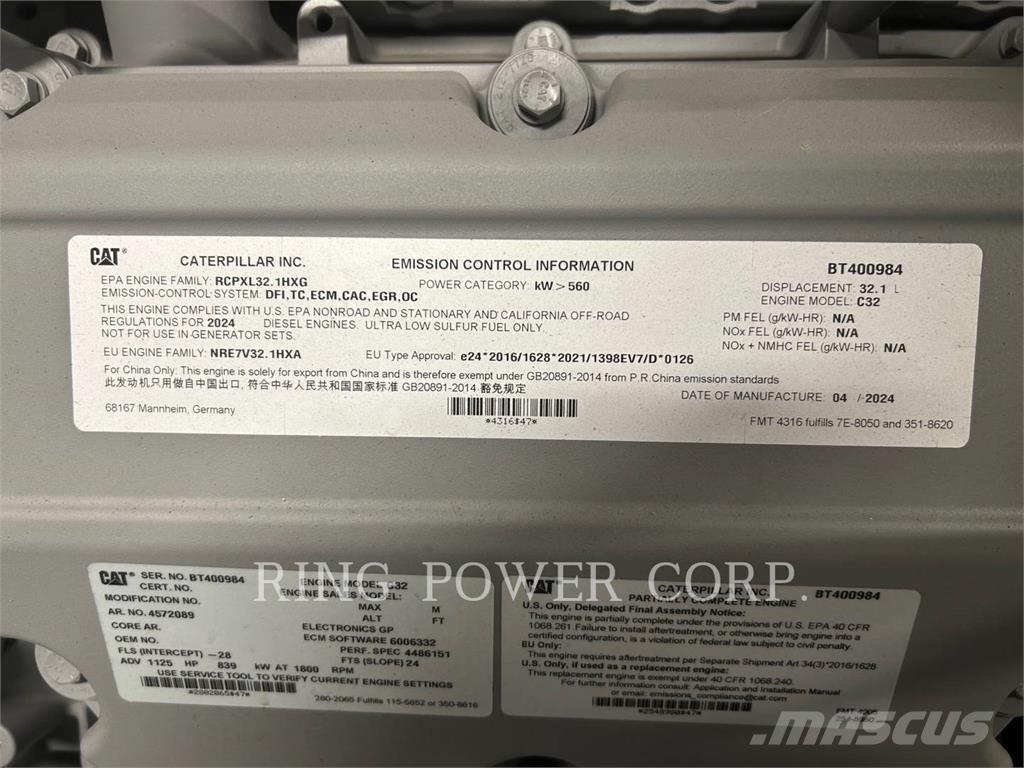 CAT
CAT® CATERPILLAR INC. EMISSION CONTROL INFORMATION BT400984
EPA ENGINE FAMILY: RCPXL32.1HXG POWER CATEGORY: kW > 560 DISPLACEMENT: 32.1 L
EMISSION-CONTROL SYSTEM: DFI,TC,ECM,CAC,EGR,OC ENGINE MODEL: C32
THIS ENGINE COMPLIES WITH U.S. EPA NONROAD AND STATIONARY AND CALIFORNIA OFF-ROAD PM FEL (g/kW-HR): N/A
REGULATIONS FOR 2024 DIESEL ENGINES. ULTRA LOW SULFUR FUEL ONLY. NOx FEL (g/kW-HR): N/A
NOT FOR USE IN GENERATOR SETS. NOx + NMHC FEL (g/kW-HR): N/A
EU ENGINE FAMILY: NRE7V32.1HXA EU Type Approval: e24*2016/1628*2021/1398EV7/D*0126
For China Only: This engine is solely for export from China and is therefore exempt under GB20891-2014 from P.R.China emission standards
此发动机只用做自中国出口, 符合中华人民共和国国家标准 GB20891-2014 豁免规定
DATE OF MANUFACTURE: 04 /-2024
68167 Mannheim, Germany *4316#47* FMT 4316 fulfills 7E-8050 and 351-8620
CAT® SER. NO. BT400984 ENGINE MODEL C32
CERT. NO. ENGINE SALES MODEL:
MODIFICATION NO. MAX M
AR. NO. 4572089 ALT FT
CORE AR. ELECTRONICS GP
OEM NO. ECM SOFTWARE 6006332
FLS (INTERCEPT) -28 PERF. SPEC 4486151
ADV 1125 HP 839 kW AT 1800 RPM FTS (SLOPE) 24
USE SERVICE TOOL TO VERIFY CURRENT ENGINE SETTINGS
*2802065#47* 280-2065 Fulfills 115-5652 or 350-8616
CAT® CATERPILLAR INC. BT400984
PARTIALLY COMPLETE ENGINE
U.S. Only, Delegated Final Assembly Notice:
This engine is partially complete under the provisions of U.S. EPA 40 CFR
1068.261. Failure to install aftertreatment, or otherwise bring engine into a
certified configuration, is a violation of federal law subject to civil penalty.
EU Only:
This engine requires aftertreatment per Separate Shipment Art 34(3)*2016/1628
U.S. Only, if used as a replacement engine:
This replacement engine is exempted under 40 CFR 1068.240.
For further information consult: Application and Installation Manual
or email: emissions_compliance@cat.com
FMT
RING POWER CORP.
MASCUS